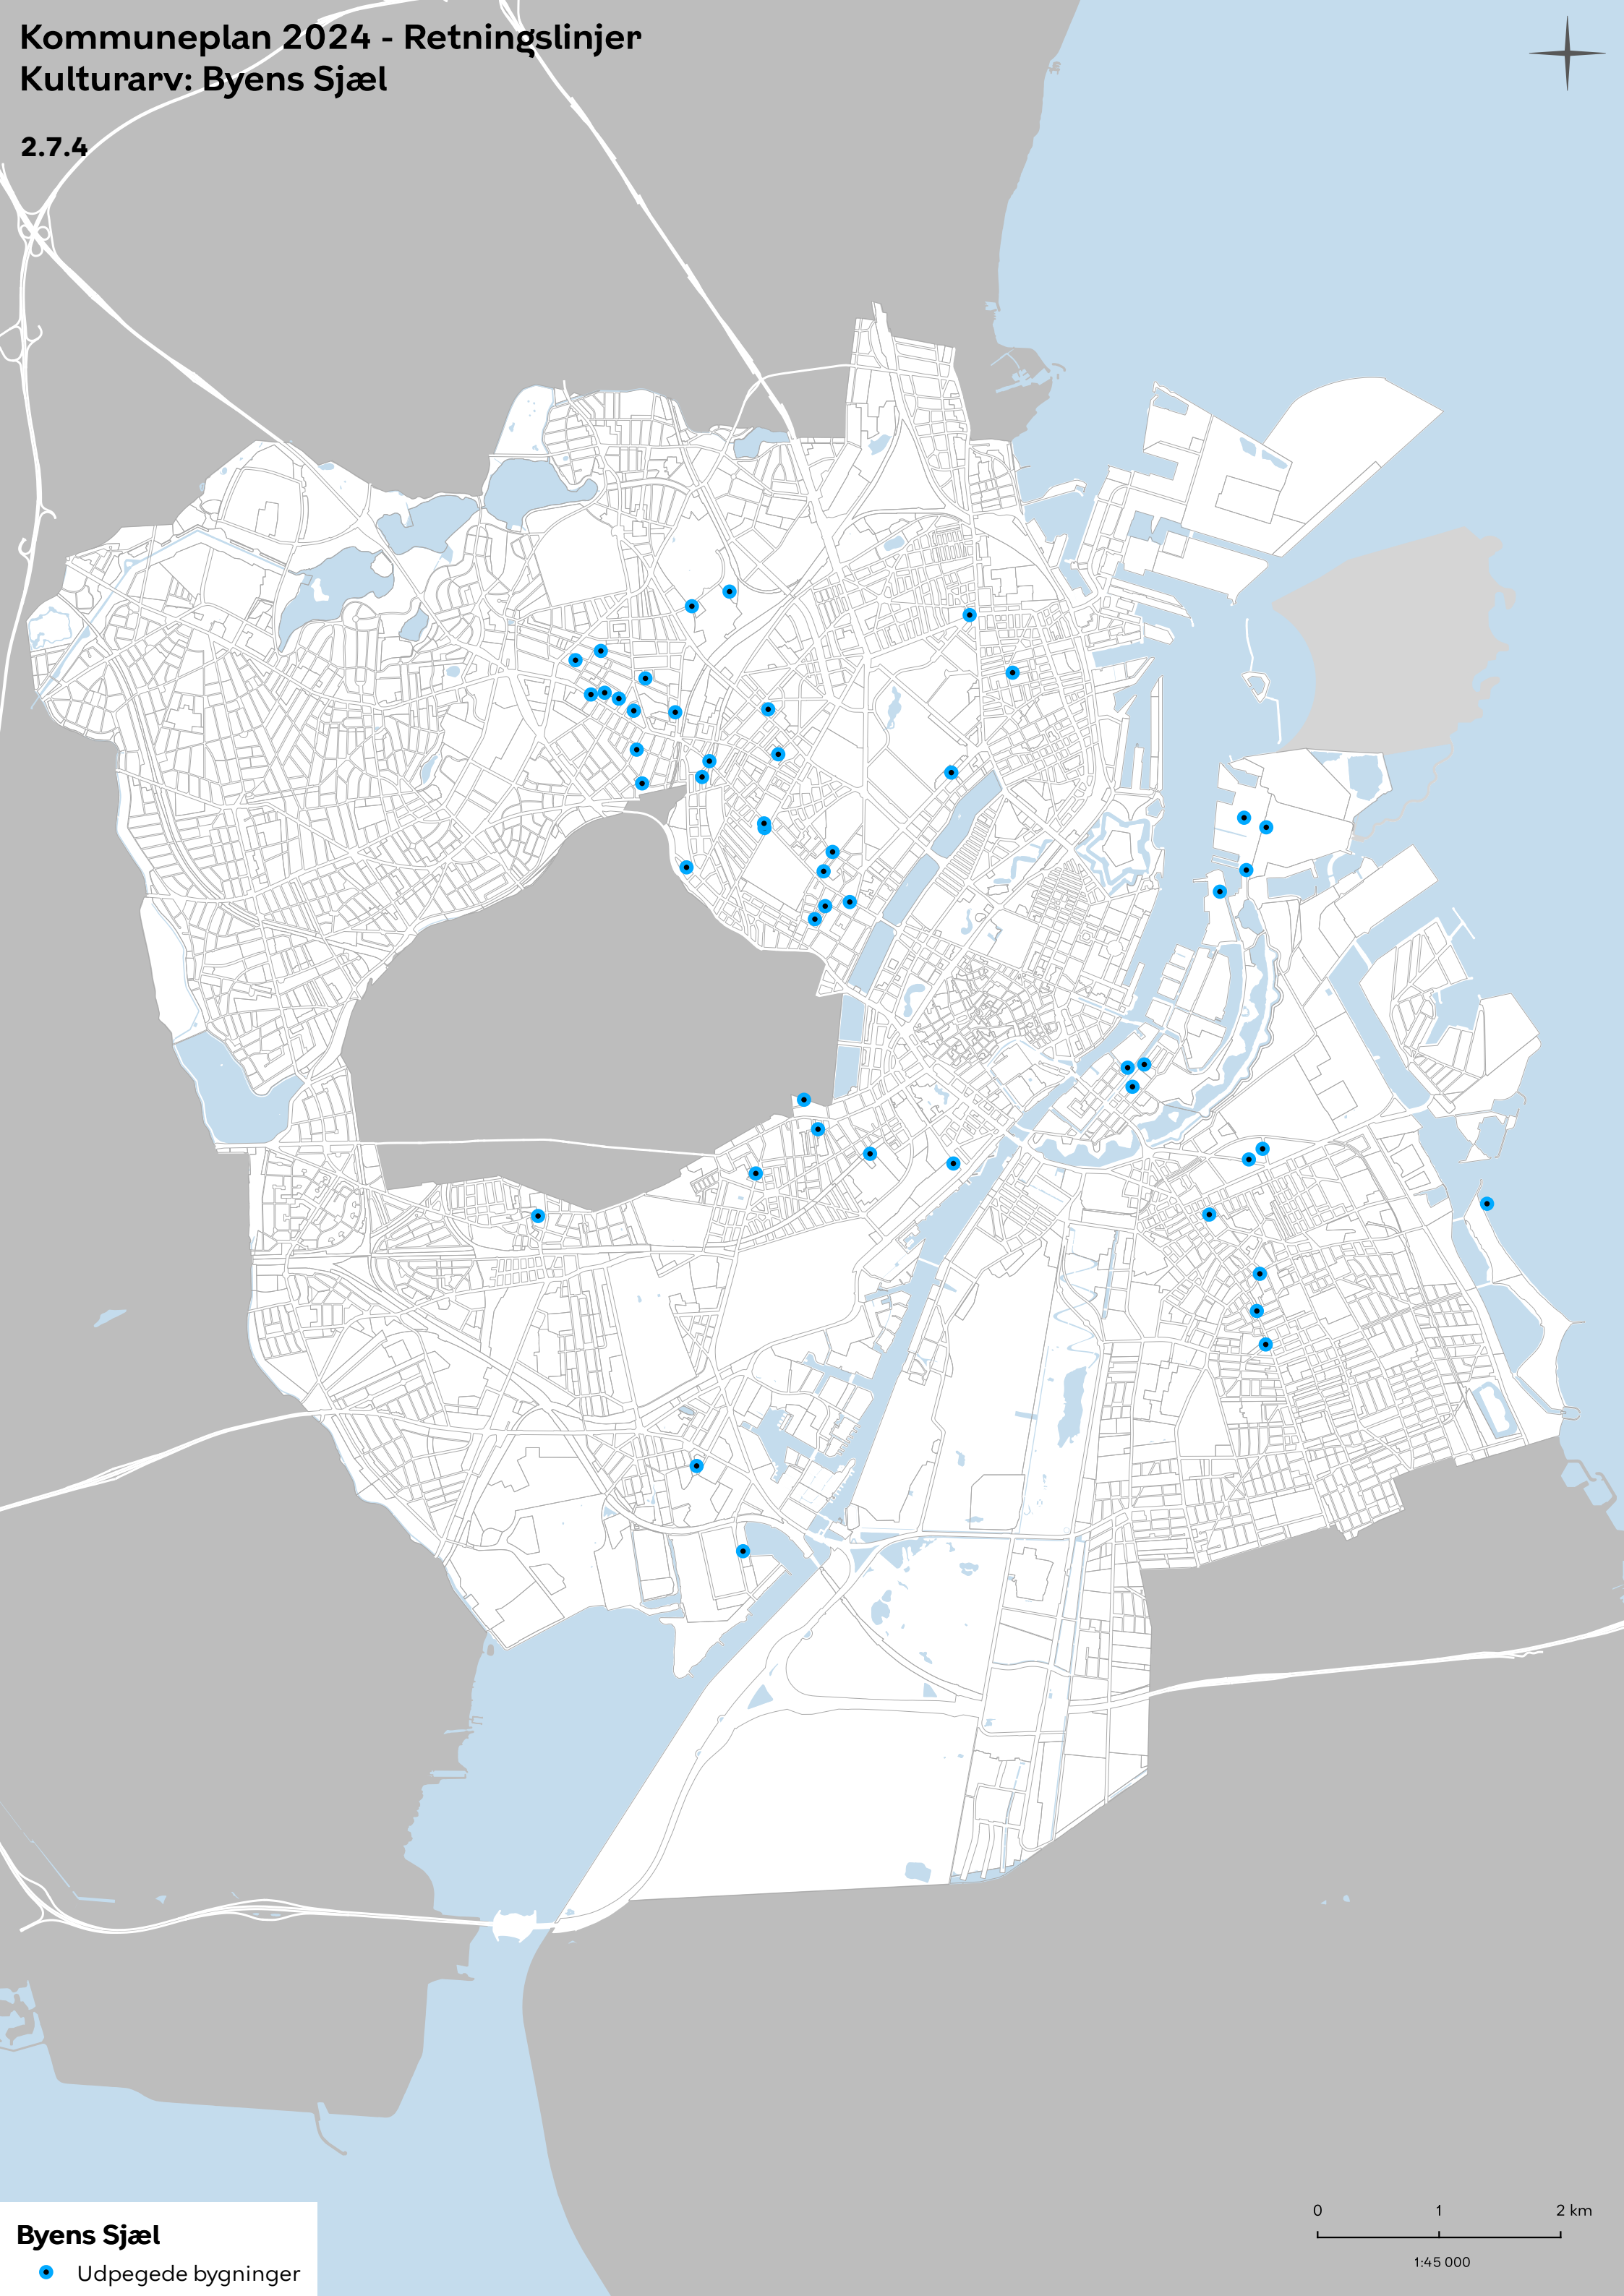 Kommuneplan 2024 - Retningslinjer
Kulturarv: Byens Sjæl
2.7.4
Byens Sjæl
Udpegede bygninger
0 1 2 km
1:45 000